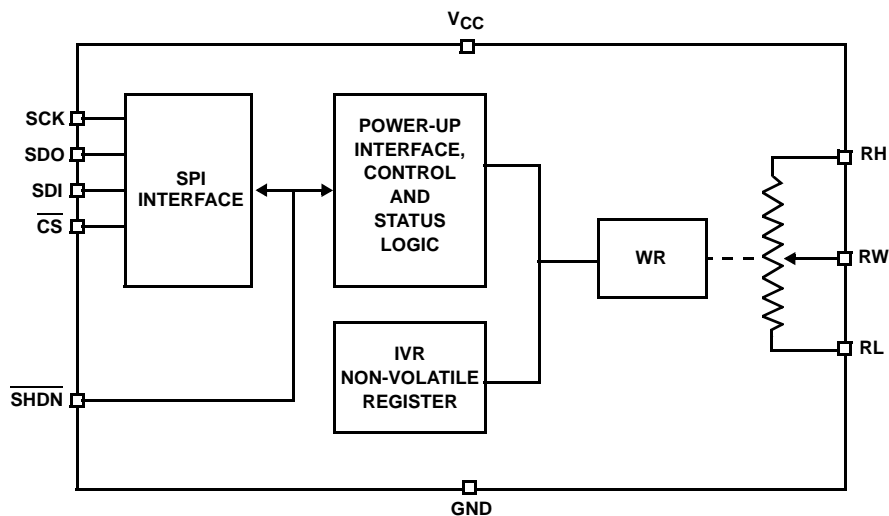 VCC
SCK
SDO
SDI
CS
SHDN
SPI
INTERFACE
POWER-UP
INTERFACE,
CONTROL
AND
STATUS
LOGIC
IVR
NON-VOLATILE
REGISTER
WR
RH
RW
RL
GND